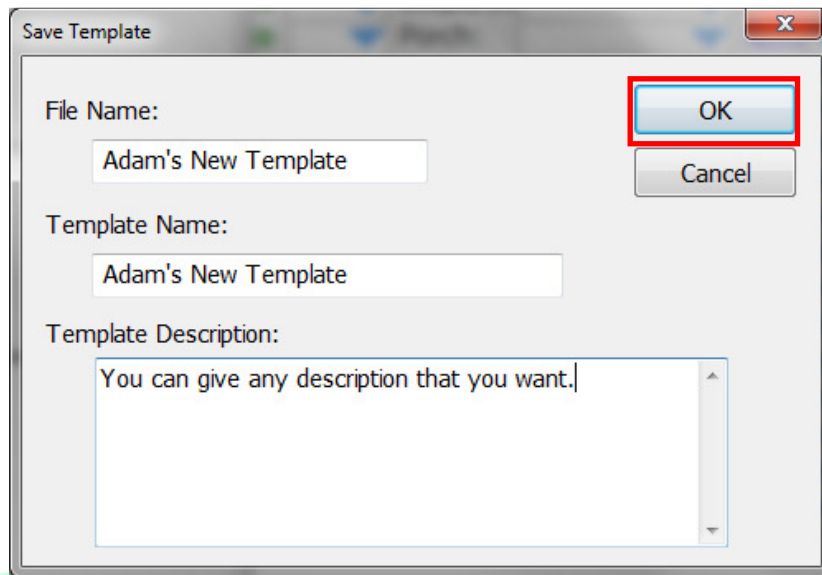 Save Template
File Name:
OK
Adam's New Template
Cancel
Template Name:
Adam's New Template
Template Description:
You can give any description that you want.